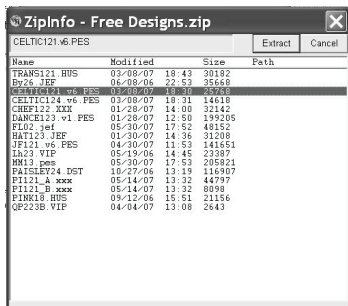 ZipInfo - Free Designs.zip
CELTIC121.v6.PES Extract Cancel
Name Modified Size Path
TRANS121.HUS 03/08/07 18:43 30182
By26.JEF 06/08/06 22:53 35668
CELTIC121.v6.PES 03/08/07 18:30 25768
CELTIC124.v6.PES 03/08/07 18:31 14618
CHEF122.XXX 01/28/07 14:00 32142
DANCE123.v1.PES 01/28/07 12:50 199205
FL02.jef 05/30/07 17:52 48152
HAT123.JEF 01/30/07 14:36 31208
JF121.v6.PES 04/30/07 11:53 141651
Lh23.VIP 05/19/06 14:45 23387
MM13.pes 05/30/07 17:53 205821
PAISLEY24.DST 10/27/06 13:19 116907
PI121_A.xxx 05/14/07 13:32 44797
PI121_B.xxx 05/14/07 13:32 8098
PINK18.HUS 09/12/06 15:51 21156
QP223B.VIP 04/04/07 13:08 2643